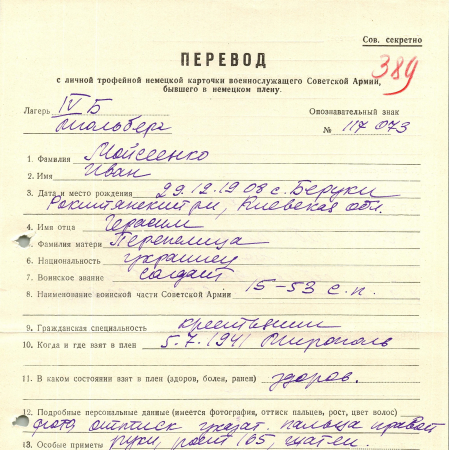 Сов. секретно
ПЕРЕВОД
с личной трофейной немецкой карточки военнослужащего Советской Армии,
бывшего в немецком плену.
389
Лагерь IV Б
Мюльберг
Опознавательный знак
№ 117 073
1. Фамилия Мойсеенко
2. Имя Иван
3. Дата и место рождения 29.12.1908 с. Беруки
Рокитянский р-н, Киевская обл.
4. Имя отца Герасим
5. Фамилия матери Перепелица
6. Национальность украинец
7. Воинское звание солдат
8. Наименование воинской части Советской Армии 15-53 с.п.
9. Гражданская специальность крестьянин
10. Когда и где взят в плен 5.7.1941 Мирополь
11. В каком состоянии взят в плен (здоров, болен, ранен) здоров.
12. Подробные персональные данные (имеется фотография, оттиск пальцев, рост, цвет волос)
фото, оттиск указат. пальца правой
13. Особые приметы руки, рост 165, шатен.